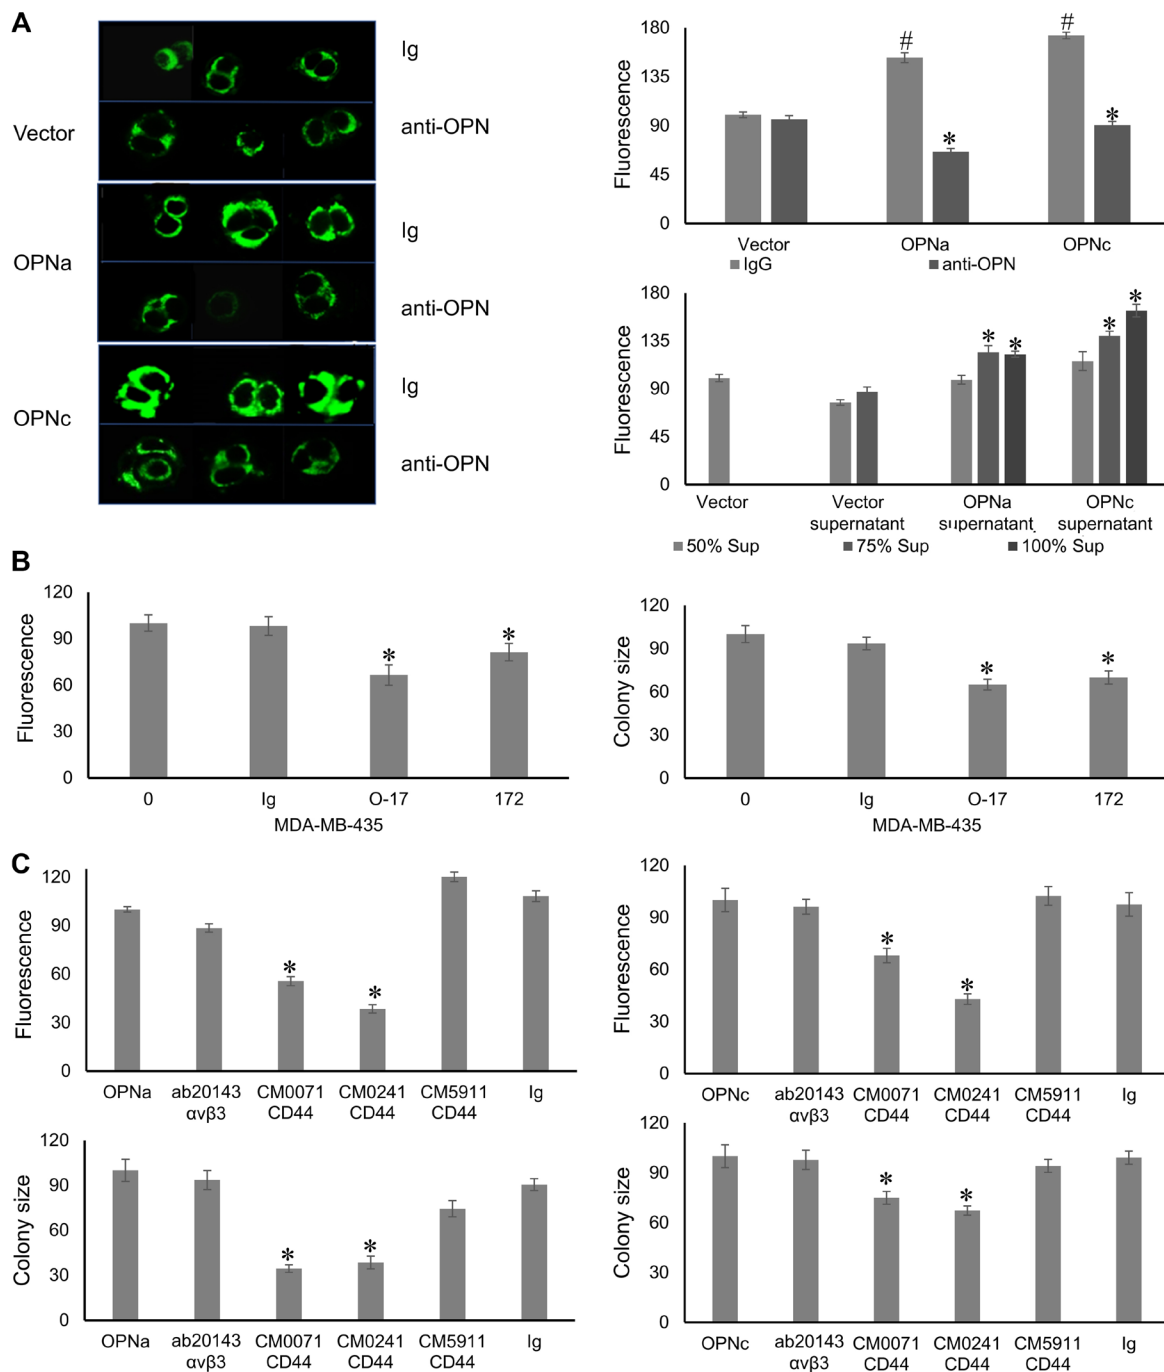 A
Ig
Vector
anti-OPN
Ig
OPNa
anti-OPN
Ig
OPNc
anti-OPN
Fluorescence
180
135
90
45
0
# * # *
Vector OPNa OPNc
IgG anti-OPN
Fluorescence
180
135
90
45
0
* * * *
Vector Vector supernatant OPNa supernatant OPNc supernatant
50% Sup 75% Sup 100% Sup
B
Fluorescence
120
90
60
30
0
* *
0 Ig O-17 172
MDA-MB-435
Colony size
120
90
60
30
0
* *
0 Ig O-17 172
MDA-MB-435
C
Fluorescence
120
90
60
30
0
* *
OPNa ab20143 CM0071 CM0241 CM5911 Ig
αvβ3 CD44 CD44 CD44
Fluorescence
120
90
60
30
0
* *
OPNc ab20143 CM0071 CM0241 CM5911 Ig
αvβ3 CD44 CD44 CD44
Colony size
120
90
60
30
0
* *
OPNa ab20143 CM0071 CM0241 CM5911 Ig
αvβ3 CD44 CD44 CD44
Colony size
120
90
60
30
0
* *
OPNc ab20143 CM0071 CM0241 CM5911 Ig
αvβ3 CD44 CD44 CD44